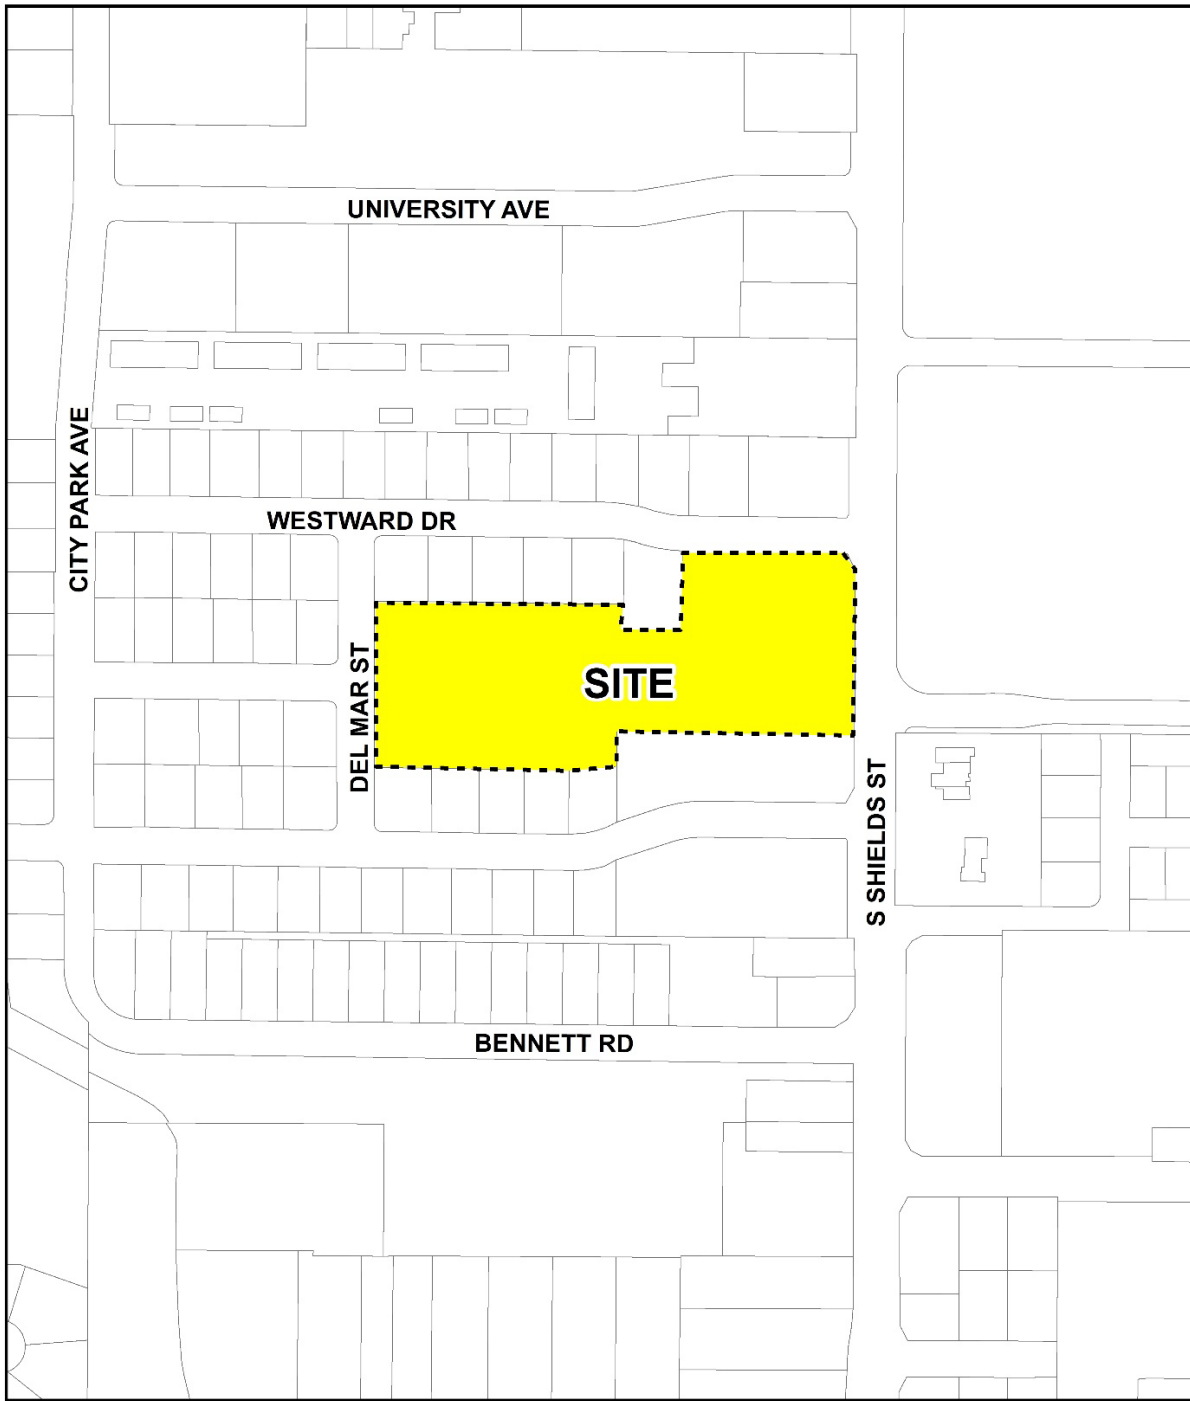 UNIVERSITY AVE
CITY PARK AVE
WESTWARD DR
DEL MAR ST
SITE
S SHIELDS ST
BENNETT RD